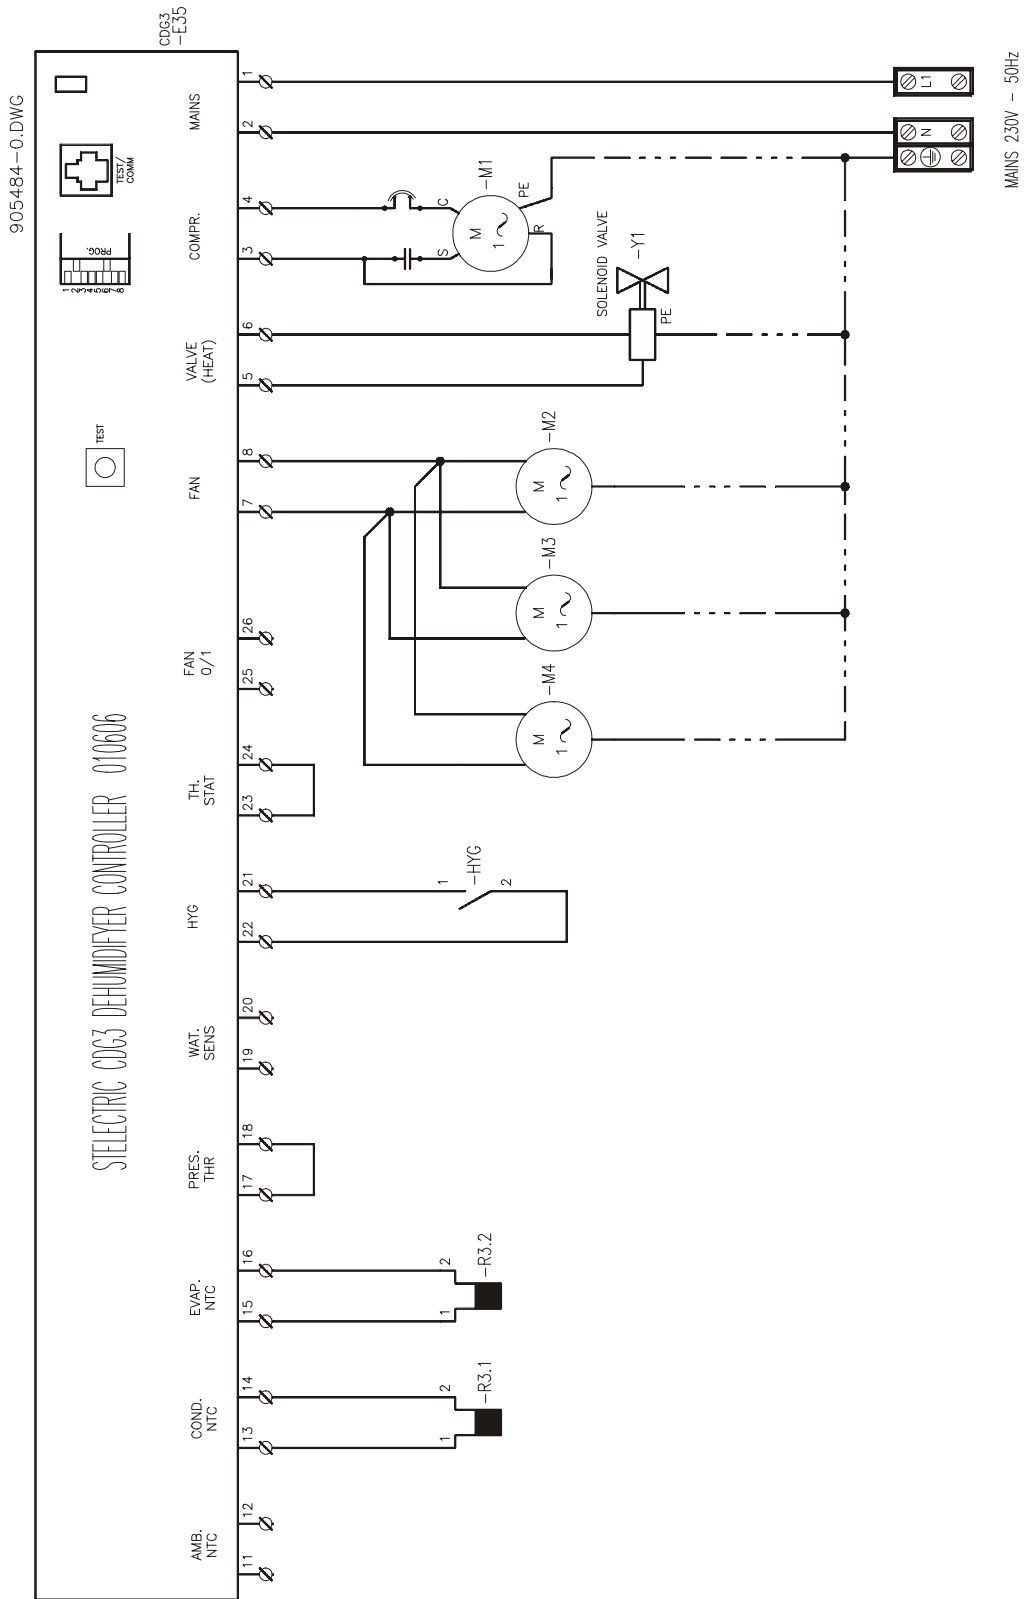 905484-0.DWG
STELECTRIC CDG3 DEHUMIDIFYER CONTROLLER 010606
CDG3
-E35
TEST/
COMM
PROG.
1
2
3
4
5
6
7
8
TEST
AMB.
NTC
11
12
COND.
NTC
13
14
EVAP.
NTC
15
16
PRES.
THR
17
18
WAT.
SENS
19
20
HYG
22
21
TH.
STAT
23
24
FAN
0/1
25
26
FAN
7
8
VALVE
(HEAT)
5
6
COMPR.
3
4
MAINS
2
1
1
2
-R3.1
1
2
-R3.2
1
2
-HYG
M
1
-M4
M
1
-M3
M
1
-M2
SOLENOID VALVE
-Y1
PE
S
C
R
M
1
-M1
PE
N
L1
MAINS 230V - 50Hz